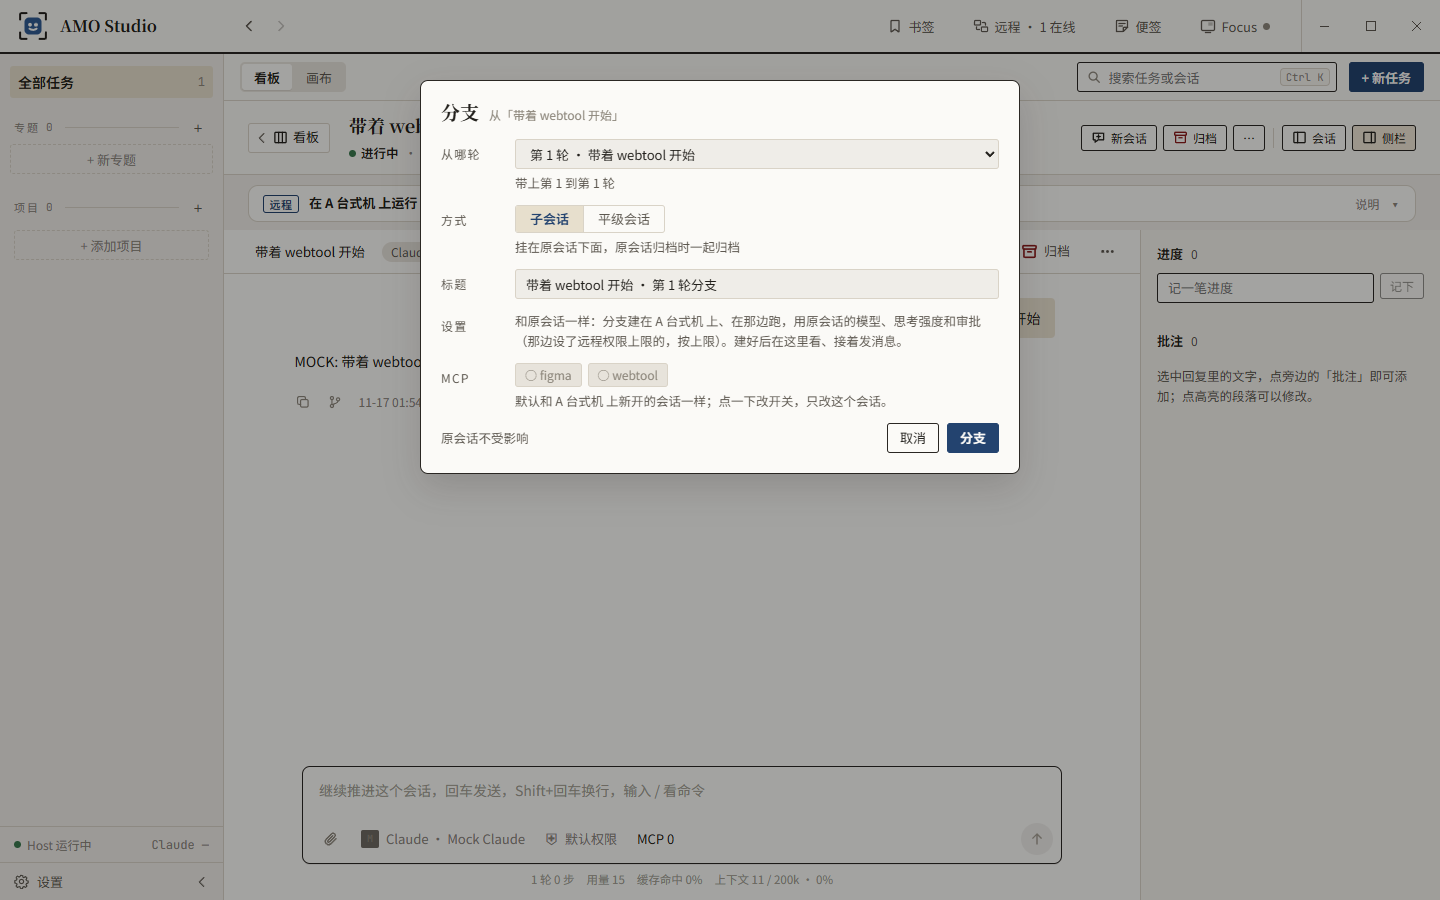 AMO Studio
书签
远程 · 1 在线
便签
Focus
全部任务 1
专题 0
+
+ 新专题
项目 0
+
+ 添加项目
Host 运行中
Claude —
设置
看板
画布
搜索任务或会话
Ctrl K
+ 新任务
看板
带着 wel
进行中 ·
新会话
归档
···
会话
侧栏
远程
在 A 台式机 上运行
说明
带着 webtool 开始
Clauc
归档
···
开始
MOCK: 带着 webtoo
11-17 01:54
分支
从「带着 webtool 开始」
从哪轮
第 1 轮 · 带着 webtool 开始
带上第 1 到第 1 轮
方式
子会话
平级会话
挂在原会话下面，原会话归档时一起归档
标题
带着 webtool 开始 · 第 1 轮分支
设置
和原会话一样：分支建在 A 台式机 上、在那边跑，用原会话的模型、思考强度和审批
（那边设了远程权限上限的，按上限）。建好后在这里看、接着发消息。
MCP
figma
webtool
默认和 A 台式机 上新开的会话一样；点一下改开关，只改这个会话。
原会话不受影响
取消
分支
进度 0
记一笔进度
记下
批注 0
选中回复里的文字，点旁边的「批注」即可添
加；点高亮的段落可以修改。
继续推进这个会话，回车发送，Shift+回车换行，输入 / 看命令
Claude · Mock Claude
默认权限
MCP 0
1 轮 0 步
用量 15
缓存命中 0%
上下文 11 / 200k · 0%